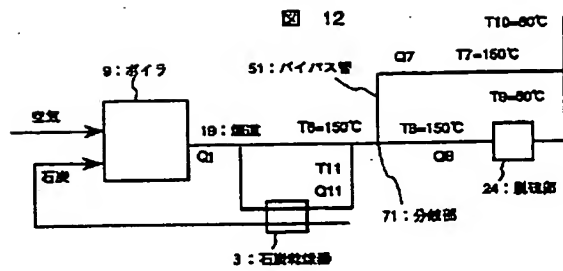 図 12
T10=80℃
9:ボイラ
51:バイパス管
Q7
T7=150℃
T9=80℃
空気
19:煙道
T6=150℃
T8=150℃
石炭
Q1
T11
Q8
Q11
24:脱硫部
71:分岐部
3:石炭乾燥器